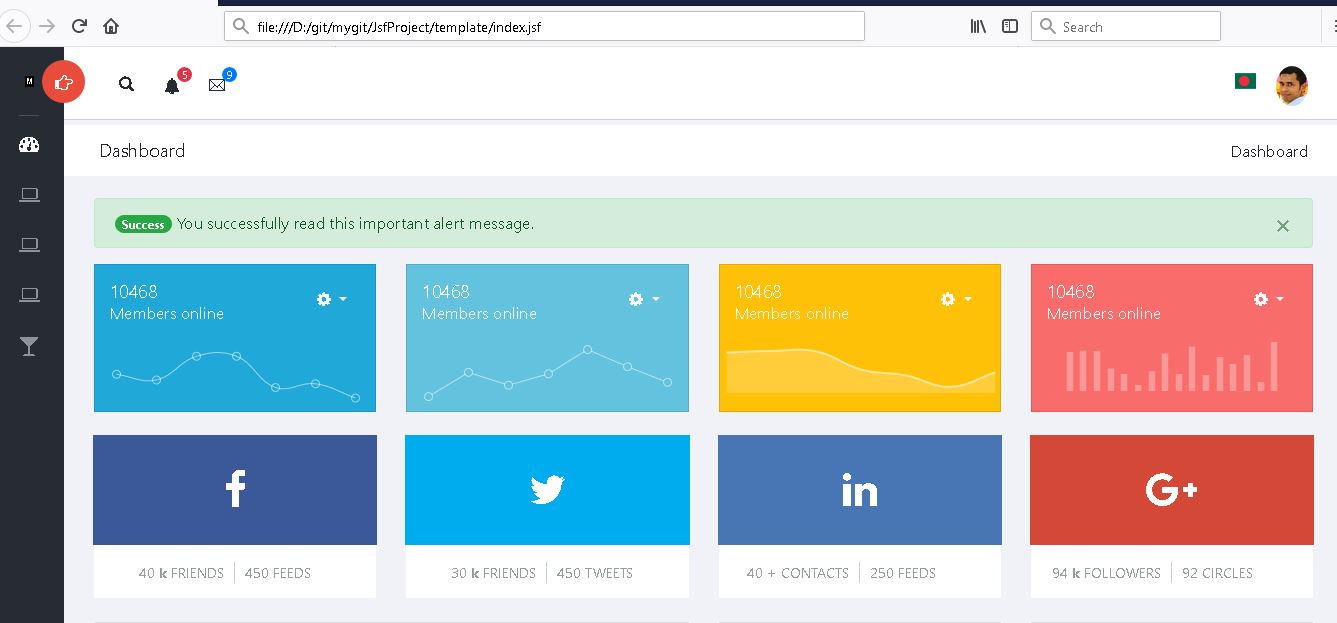 file:///D:/git/mygit/JsfProject/template/index.jsf
Search
M
5
9
Dashboard
Dashboard
Success You successfully read this important alert message.
×
10468
Members online
10468
Members online
10468
Members online
10468
Members online
f
in
G+
40 k FRIENDS
450 FEEDS
30 k FRIENDS
450 TWEETS
40 + CONTACTS
250 FEEDS
94 k FOLLOWERS
92 CIRCLES